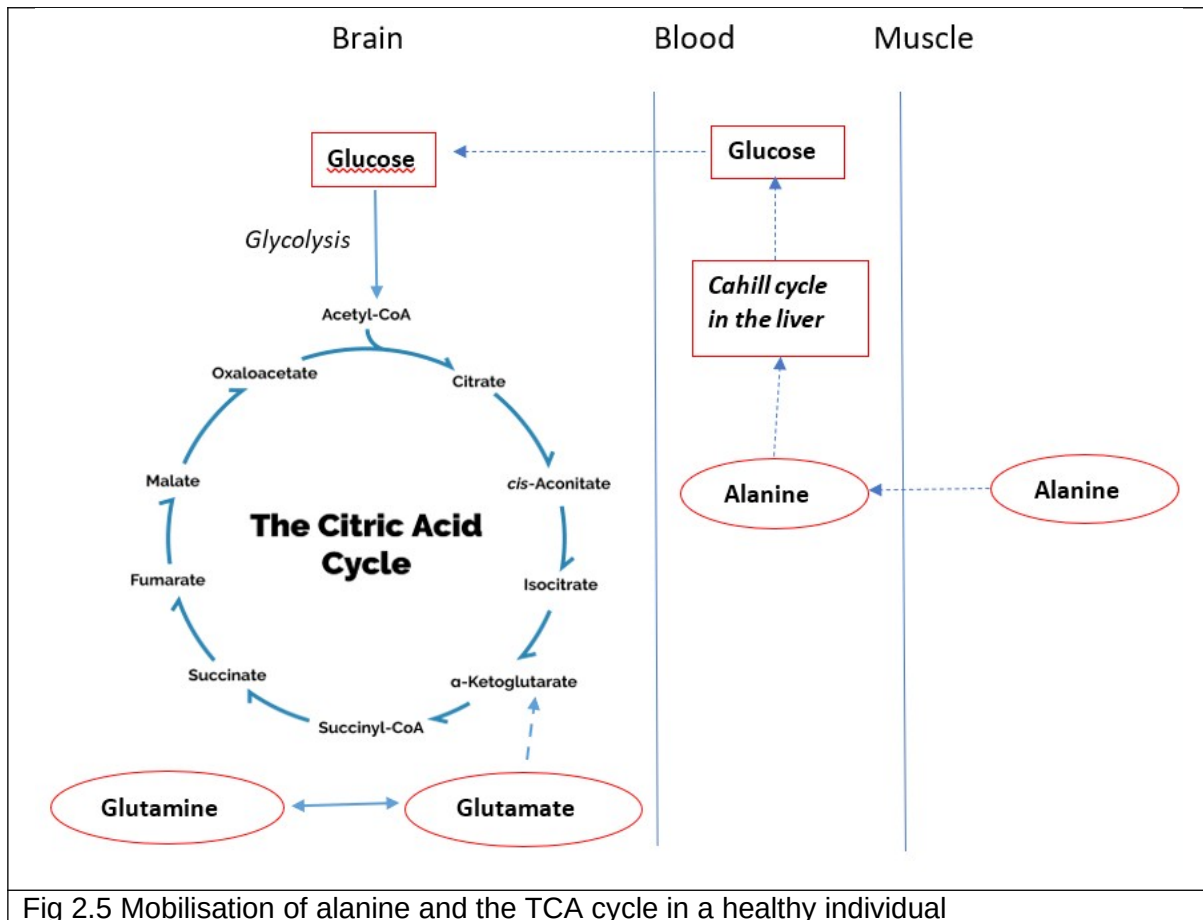 Brain Blood Muscle
Glucose
Glucose
Glycolysis
Cahill cycle
in the liver
Acetyl-CoA
Oxaloacetate
Citrate
Malate
cis-Aconitate
Alanine
Alanine
The Citric Acid
Cycle
Fumarate
Isocitrate
Succinate
α-Ketoglutarate
Succinyl-CoA
Glutamine
Glutamate
Fig 2.5 Mobilisation of alanine and the TCA cycle in a healthy individual